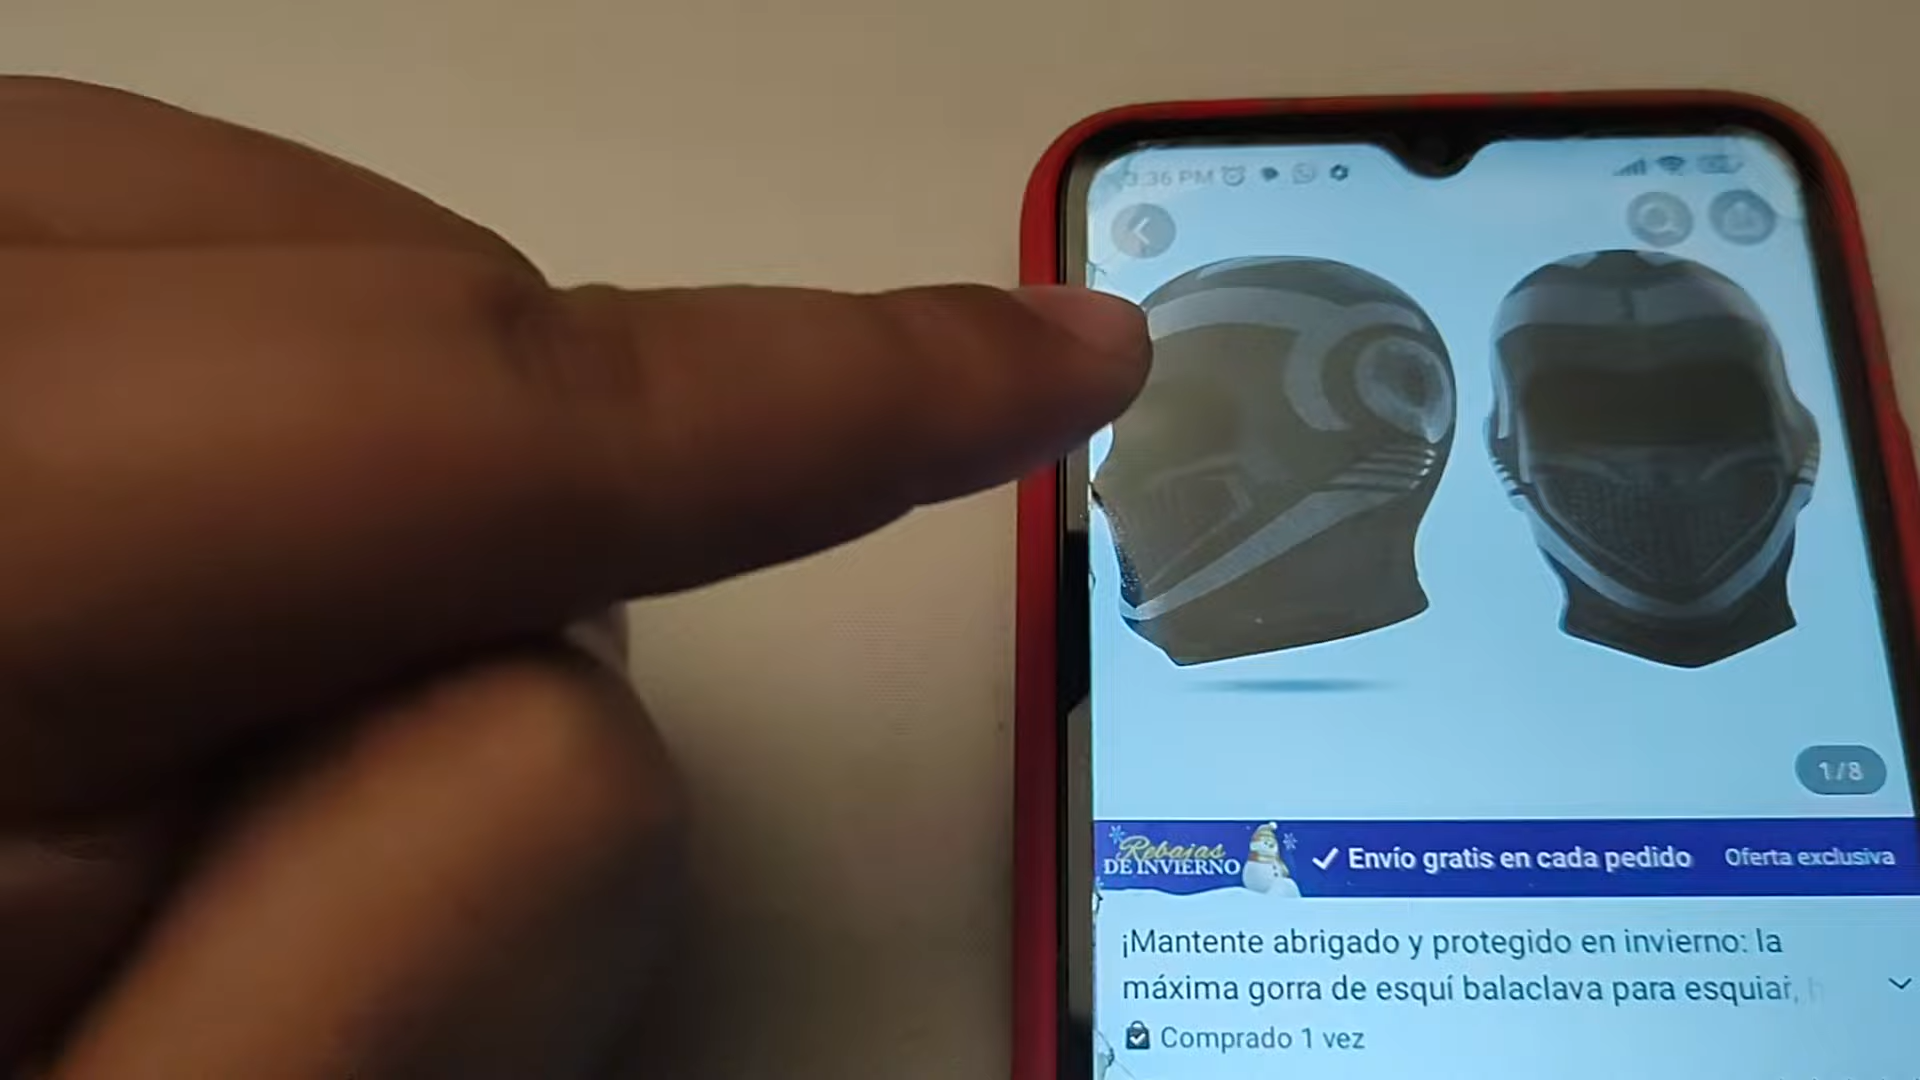 3:36 PM
1/8
Rebajas
DE INVIERNO
Envío gratis en cada pedido
Oferta exclusiva
¡Mantente abrigado y protegido en invierno: la
máxima gorra de esquí balaclava para esquiar,
Comprado 1 vez